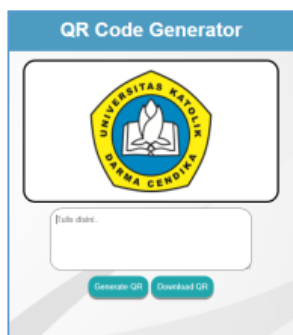 QR Code Generator
UNIVERSITAS KATOLIK
DARMA CENDIKA
Tulis disini..
Generate QR
Download QR